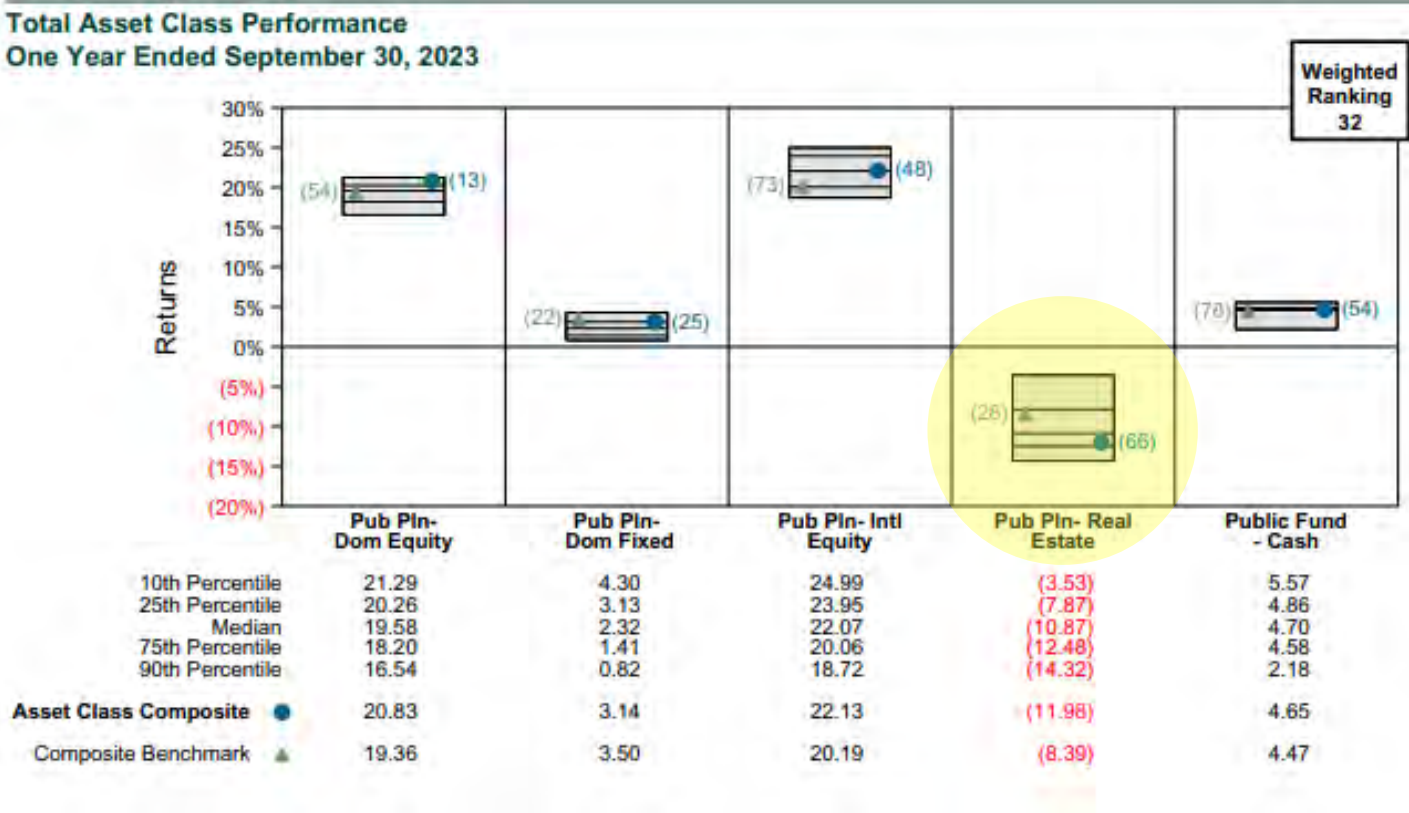 Total Asset Class Performance
One Year Ended September 30, 2023
Weighted
Ranking
32
Returns
30%
25%
20%
15%
10%
5%
0%
(5%)
(10%)
(15%)
(20%)
(54) (13)
(22) (25)
(73) (48)
(28) (66)
(78) (54)
Pub Pln- Dom Equity
Pub Pln- Dom Fixed
Pub Pln- Intl Equity
Pub Pln- Real Estate
Public Fund - Cash
10th Percentile 21.29 4.30 24.99 (3.53) 5.57
25th Percentile 20.26 3.13 23.95 (7.87) 4.86
Median 19.58 2.32 22.07 (10.87) 4.70
75th Percentile 18.20 1.41 20.06 (12.48) 4.58
90th Percentile 16.54 0.82 18.72 (14.32) 2.18
Asset Class Composite 20.83 3.14 22.13 (11.98) 4.65
Composite Benchmark 19.36 3.50 20.19 (8.39) 4.47